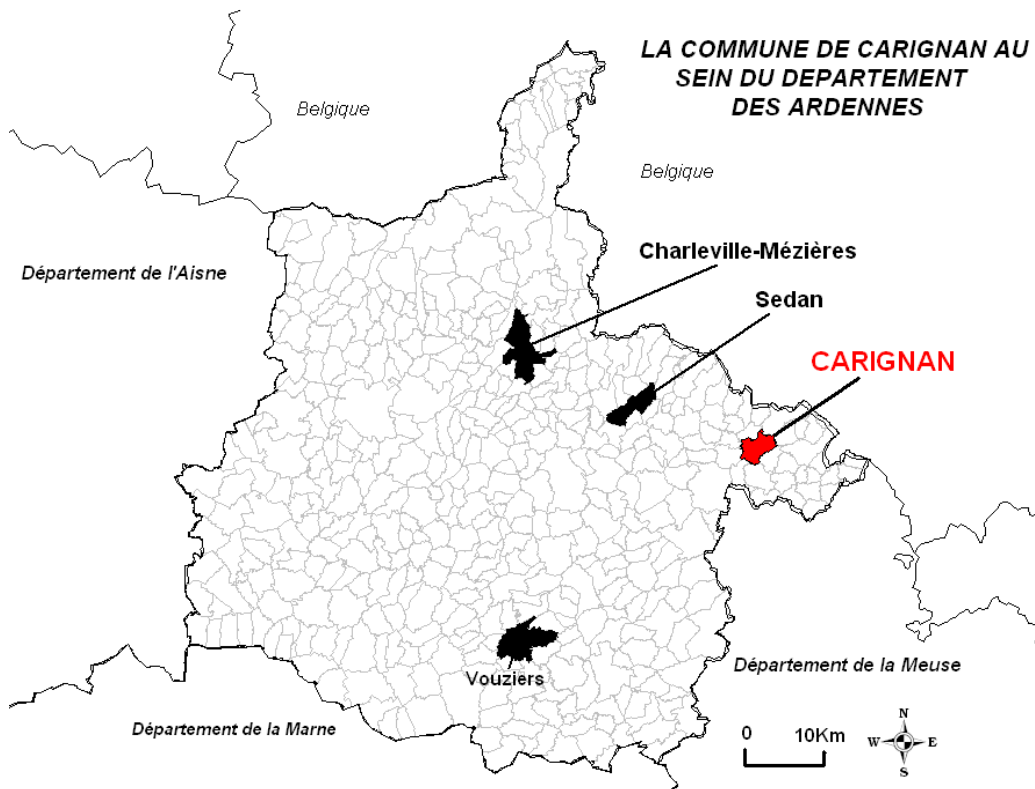 LA COMMUNE DE CARIGNAN AU
SEIN DU DEPARTEMENT
DES ARDENNES
Belgique
Belgique
Charleville-Mézières
Département de l'Aisne
Sedan
CARIGNAN
Vouziers
Département de la Meuse
Département de la Marne
0 10Km
N
W E
S